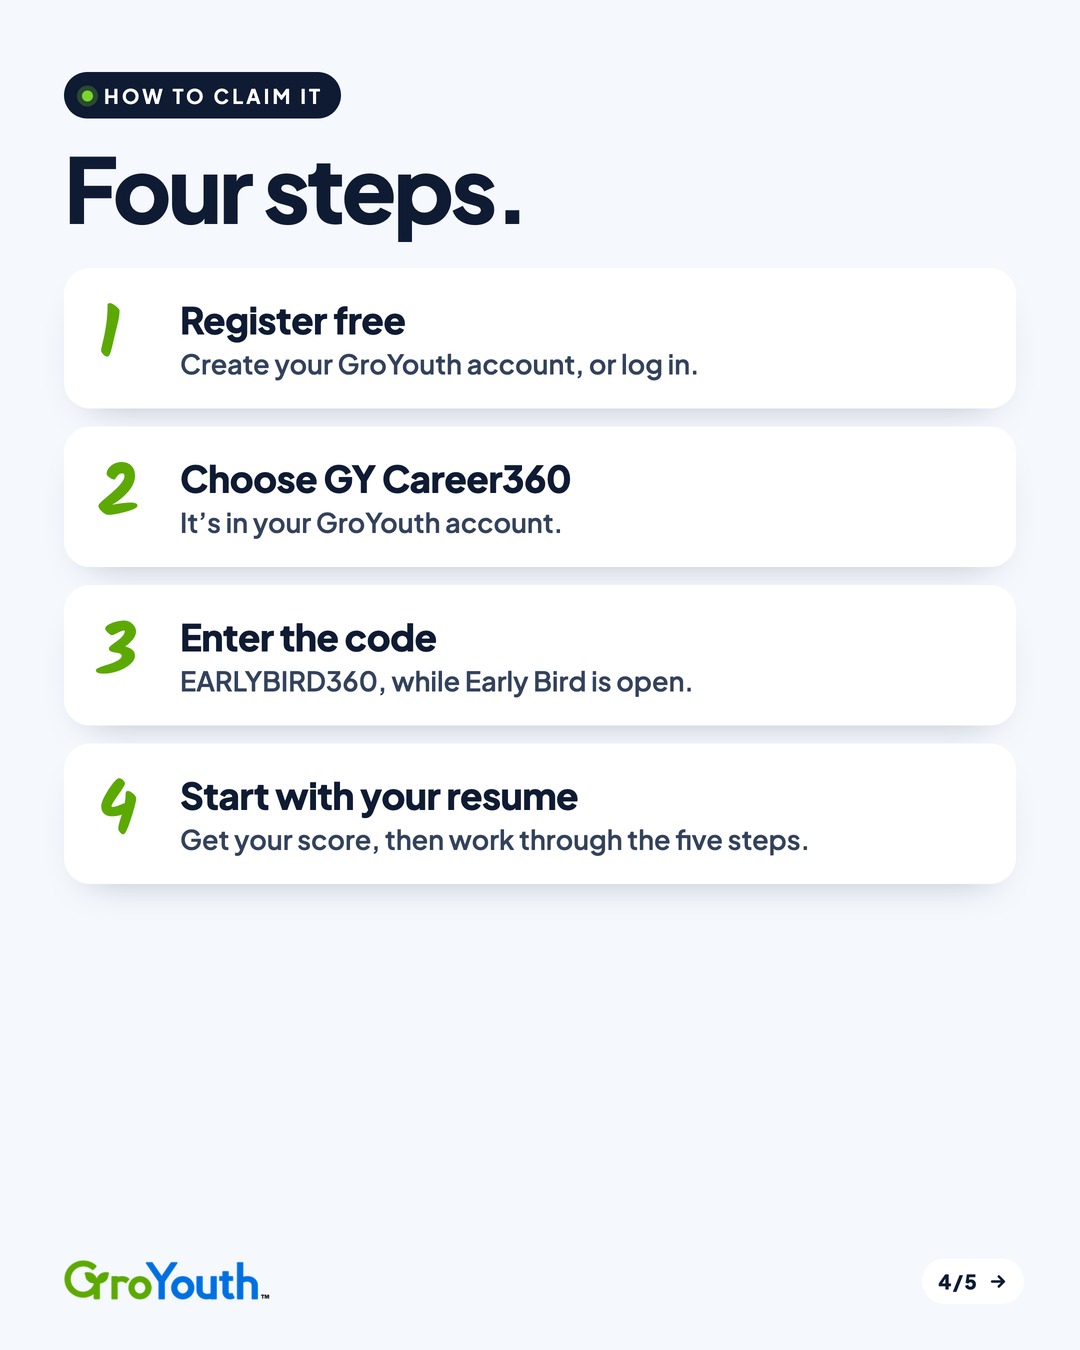 HOW TO CLAIM IT
Four steps.
1
Register free
Create your GroYouth account, or log in.
2
Choose GY Career360
It’s in your GroYouth account.
3
Enter the code
EARLYBIRD360, while Early Bird is open.
4
Start with your resume
Get your score, then work through the five steps.
GroYouth™
4/5 →